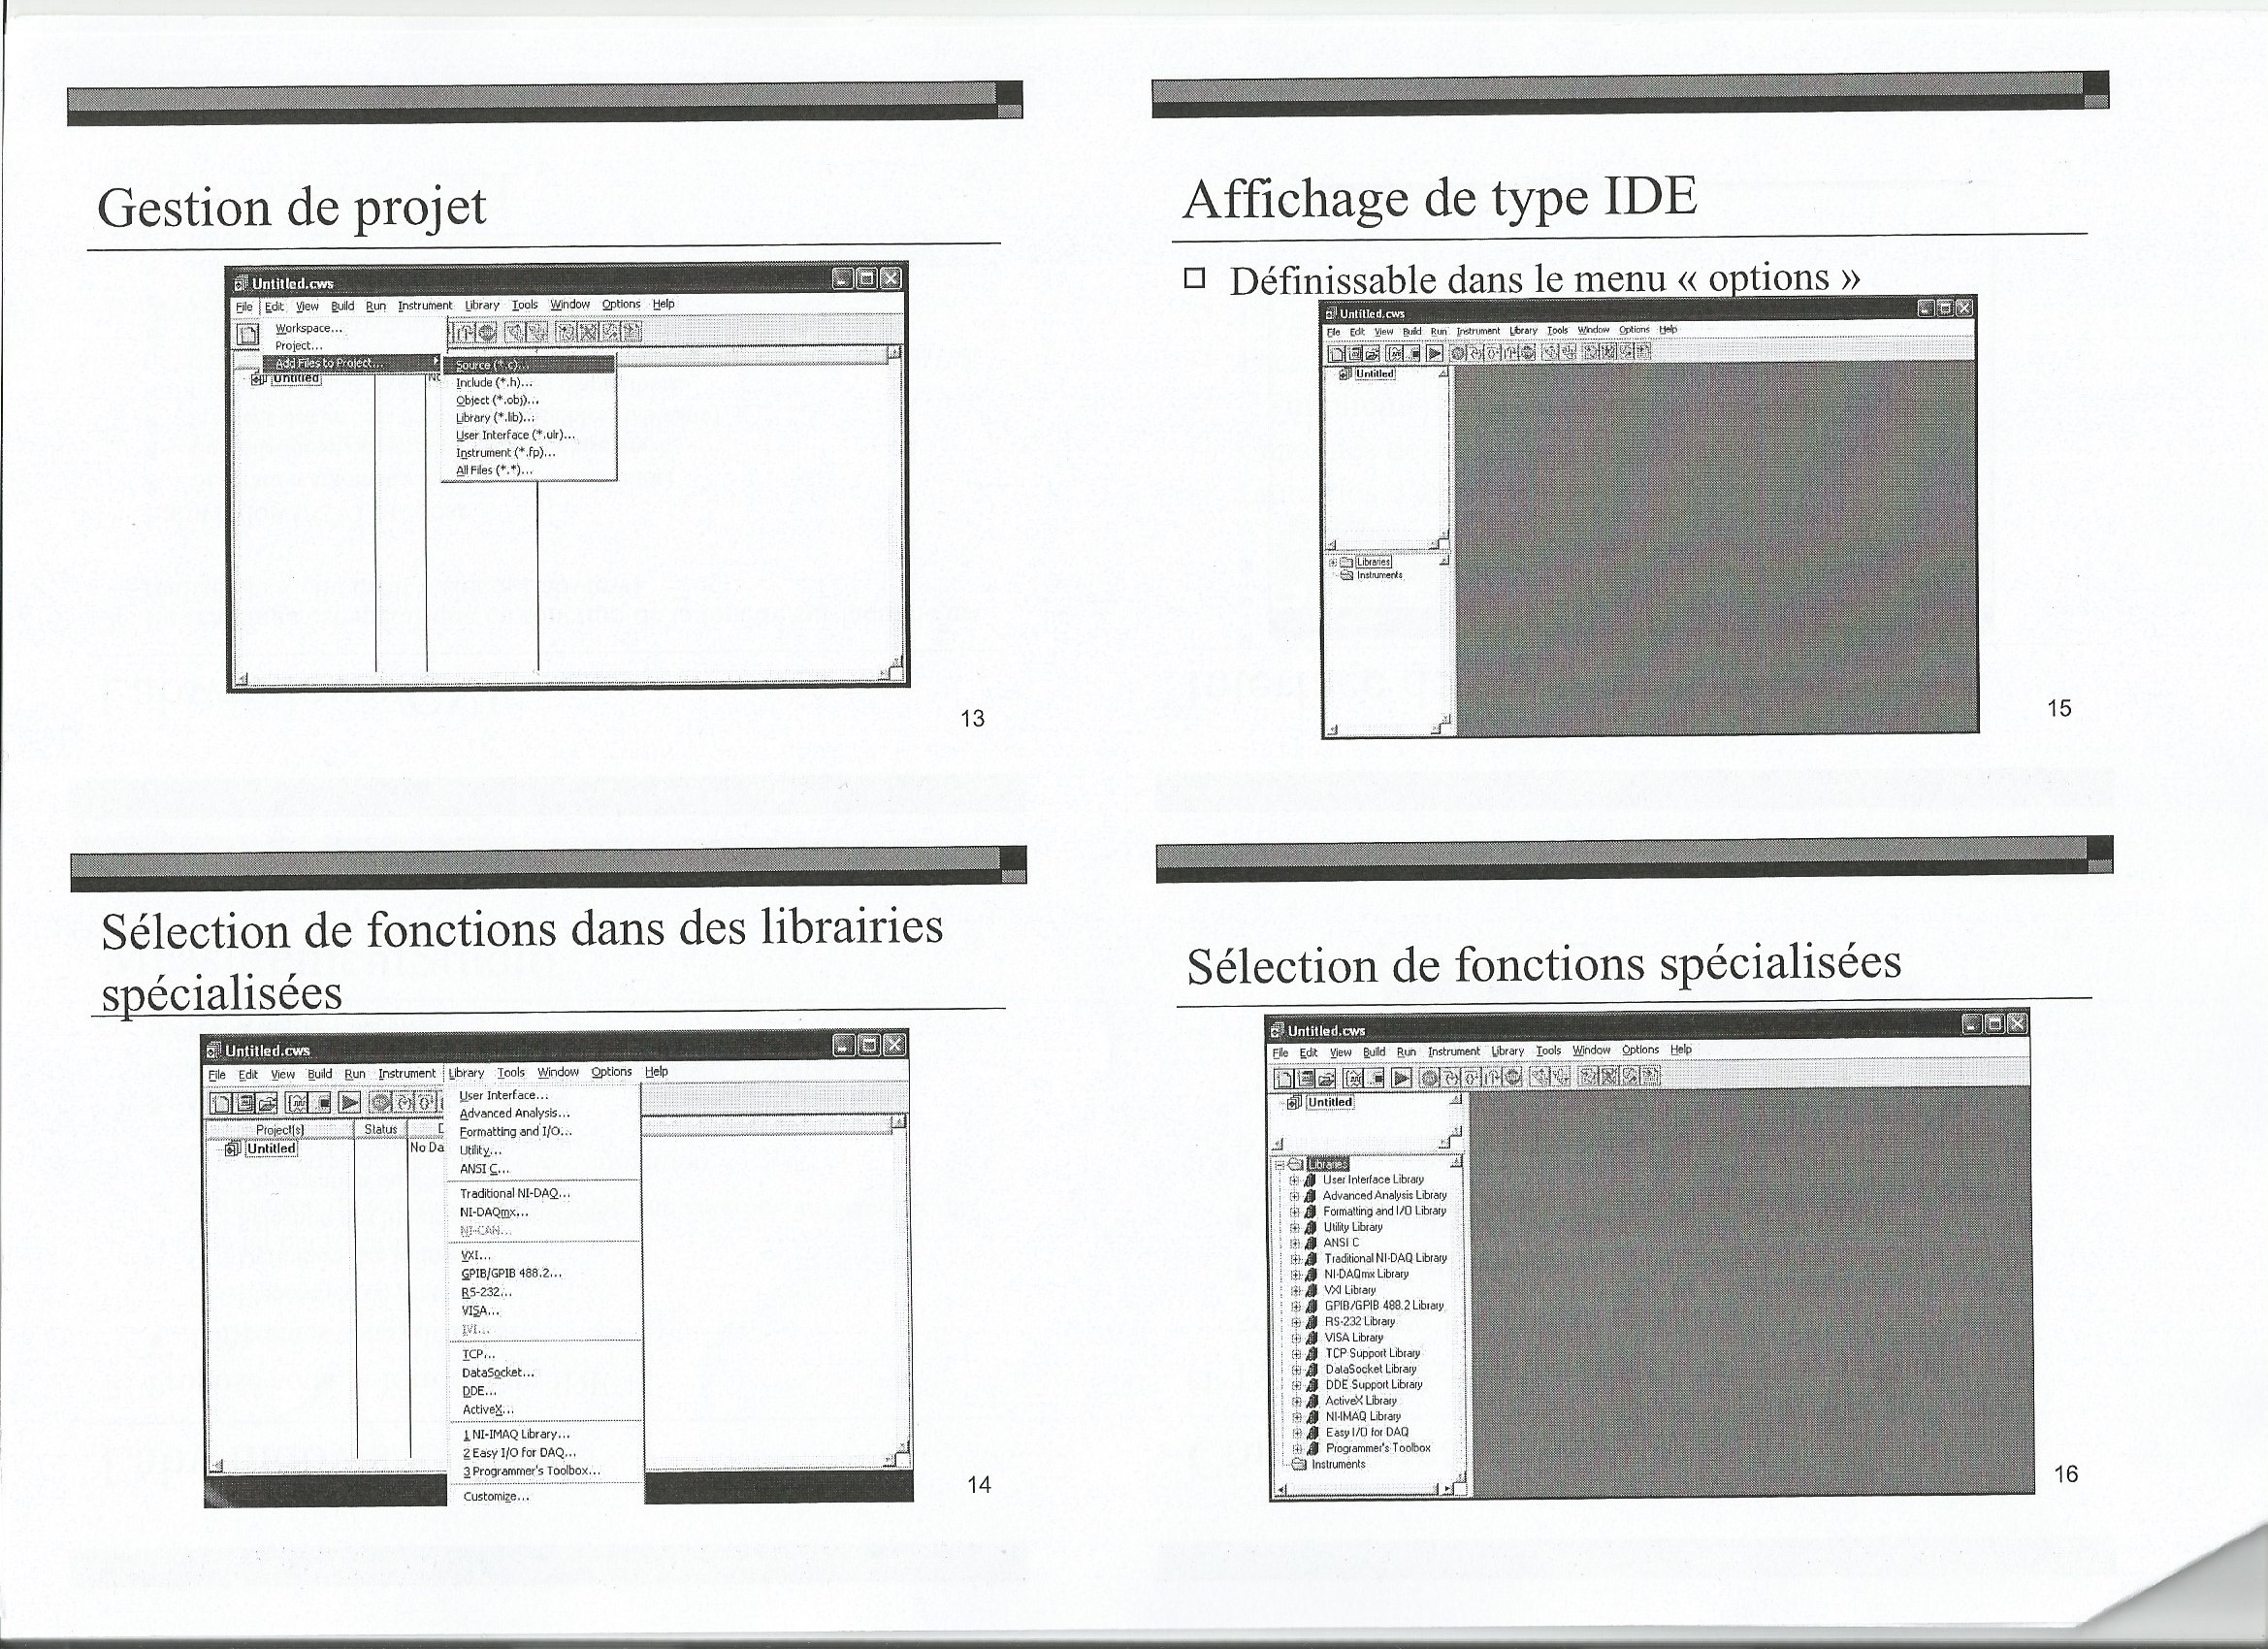 Gestion de projet
Untitled.cws
File Edit View Build Run Instrument Library Tools Window Options Help
Workspace...
Project...
Add Files to Project...
Source (*.c)...
Untitled
Include (*.h)...
Object (*.obj)...
Library (*.lib)...
User Interface (*.uir)...
Instrument (*.fp)...
All Files (*.*)...
13
Sélection de fonctions dans des librairies
spécialisées
Untitled.cws
File Edit View Build Run Instrument Library Tools Window Options Help
User Interface...
Advanced Analysis...
Formatting and I/O...
Utility...
ANSI C...
Project(s) Status D
Untitled No Da
Traditional NI-DAQ...
NI-DAQmx...
NI-CAN...
VXI...
GPIB/GPIB 488.2...
RS-232...
VISA...
IVI...
TCP...
DataSocket...
DDE...
ActiveX...
1 NI-IMAQ Library...
2 Easy I/O for DAQ...
3 Programmer's Toolbox...
Customize...
14
Affichage de type IDE
Définissable dans le menu « options »
Untitled.cws
File Edit View Build Run Instrument Library Tools Window Options Help
Untitled
Libraries
Instruments
15
Sélection de fonctions spécialisées
Untitled.cws
File Edit View Build Run Instrument Library Tools Window Options Help
Untitled
Libraries
User Interface Library
Advanced Analysis Library
Formatting and I/O Library
Utility Library
ANSI C
Traditional NI-DAQ Library
NI-DAQmx Library
VXI Library
GPIB/GPIB 488.2 Library
RS-232 Library
VISA Library
TCP Support Library
DataSocket Library
DDE Support Library
ActiveX Library
NI-IMAQ Library
Easy I/O for DAQ
Programmer's Toolbox
Instruments
16